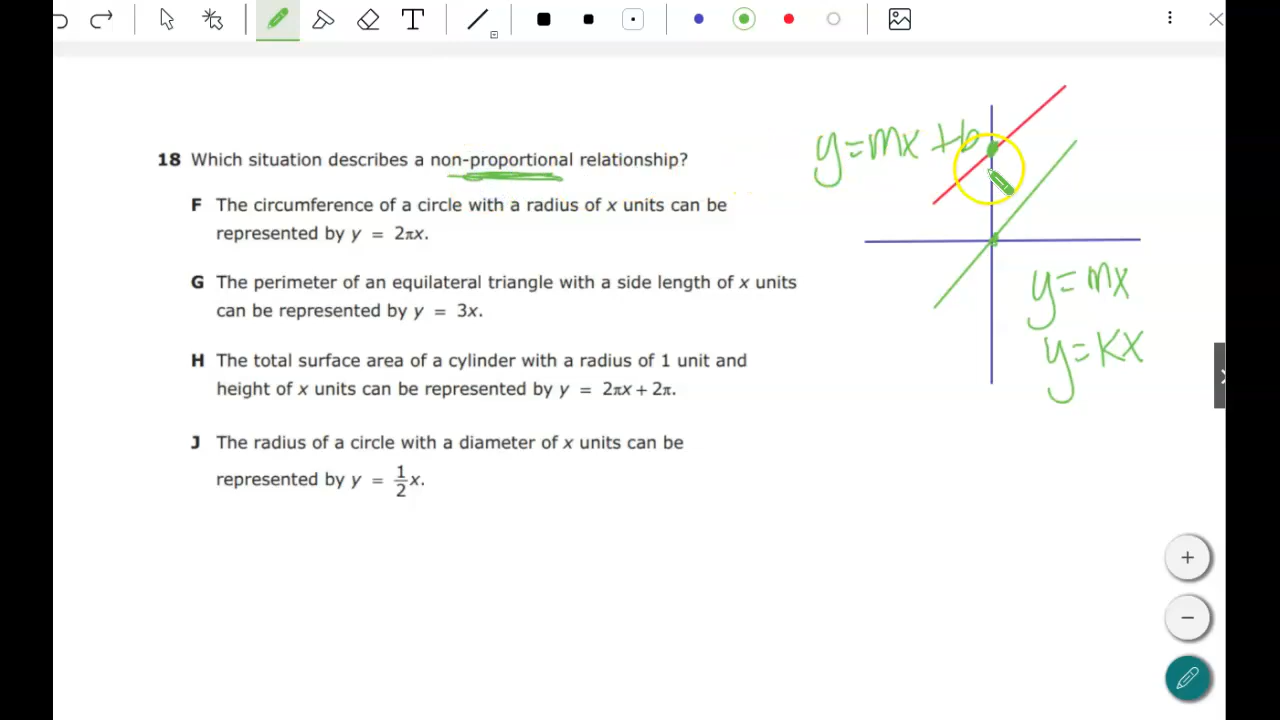 T
18 Which situation describes a non-proportional relationship?
F The circumference of a circle with a radius of x units can be
represented by y = 2πx.
G The perimeter of an equilateral triangle with a side length of x units
can be represented by y = 3x.
H The total surface area of a cylinder with a radius of 1 unit and
height of x units can be represented by y = 2πx + 2π.
J The radius of a circle with a diameter of x units can be
represented by y = 1/2 x.
y=mx+b
y=mx
y=kx